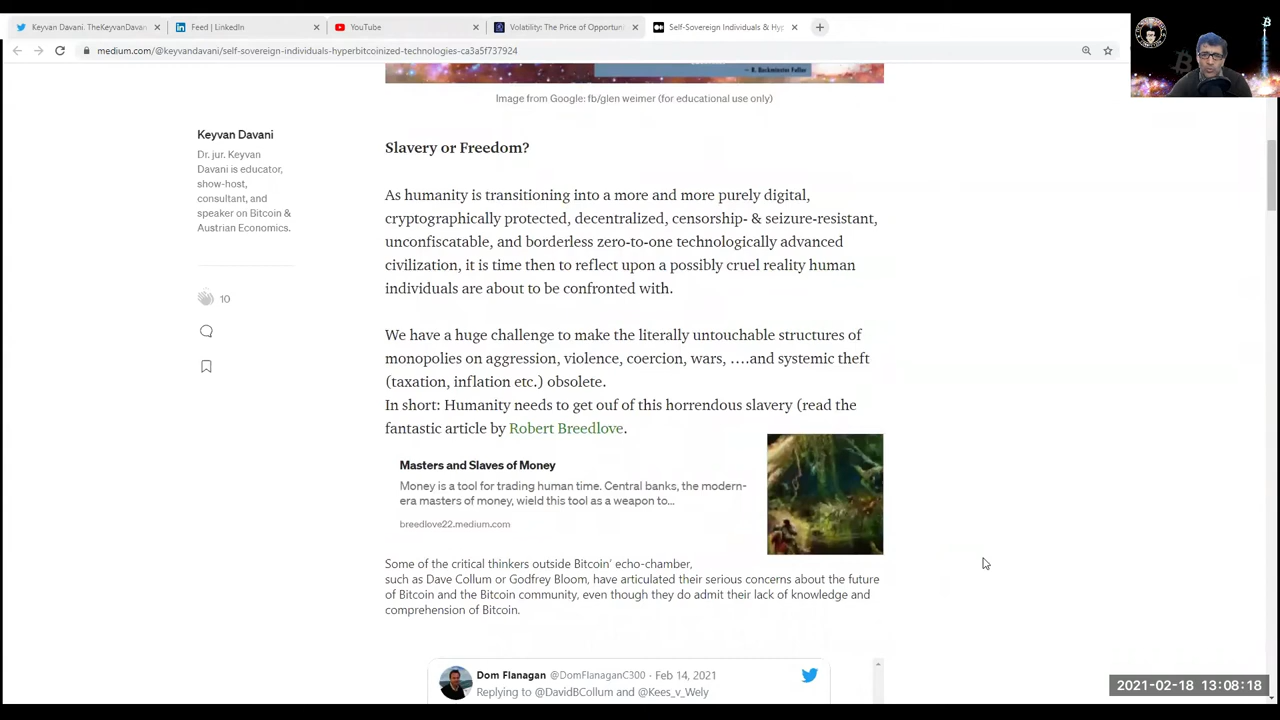 Keyvan Davani. TheKeyvanDavan
Feed | LinkedIn
YouTube
Volatility: The Price of Opportuni
Self-Sovereign Individuals & Hyp
medium.com/@keyvandavani/self-sovereign-individuals-hyperbitcoinized-technologies-ca3a5f737924
— R. Buckminster Fuller
Image from Google: fb/glen weimer (for educational use only)
Keyvan Davani
Dr. jur. Keyvan
Davani is educator,
show-host,
consultant, and
speaker on Bitcoin &
Austrian Economics.
10
Slavery or Freedom?
As humanity is transitioning into a more and more purely digital,
cryptographically protected, decentralized, censorship- & seizure-resistant,
unconfiscatable, and borderless zero-to-one technologically advanced
civilization, it is time then to reflect upon a possibly cruel reality human
individuals are about to be confronted with.
We have a huge challenge to make the literally untouchable structures of
monopolies on aggression, violence, coercion, wars, ….and systemic theft
(taxation, inflation etc.) obsolete.
In short: Humanity needs to get ouf of this horrendous slavery (read the
fantastic article by Robert Breedlove.
Masters and Slaves of Money
Money is a tool for trading human time. Central banks, the modern-
era masters of money, wield this tool as a weapon to…
breedlove22.medium.com
Some of the critical thinkers outside Bitcoin' echo-chamber,
such as Dave Collum or Godfrey Bloom, have articulated their serious concerns about the future
of Bitcoin and the Bitcoin community, even though they do admit their lack of knowledge and
comprehension of Bitcoin.
Dom Flanagan @DomFlanaganC300 · Feb 14, 2021
Replying to @DavidBCollum and @Kees_v_Wely
2021-02-18 13:08:18